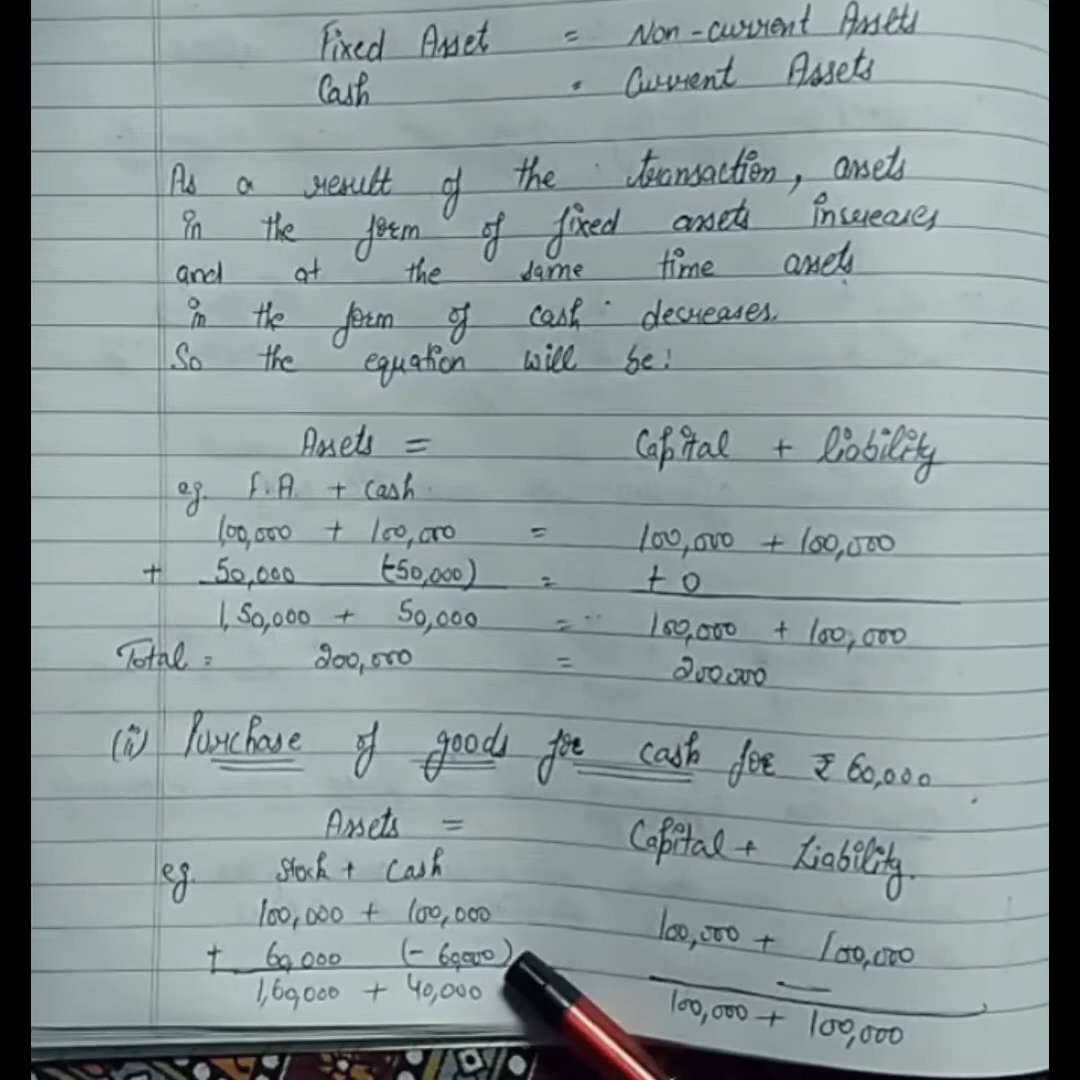 Fixed Asset = Non-current Assets
Cash = Current Assets
As a result of the transaction, assets
in the form of fixed assets increases
and at the same time assets
in the form of cash decreases.
So the equation will be:
Assets = Capital + liability
eg. F.A. + cash
100,000 + 100,000 = 100,000 + 100,000
+ 50,000 (-50,000) = + 0
1,50,000 + 50,000 = 100,000 + 100,000
Total = 200,000 = 200000
(ii) Purchase of goods for cash for ₹ 60,000
Assets = Capital + Liability.
eg. Stock + Cash
100,000 + 100,000 100,000 + 100,000
+ 60,000 (- 60,000) —
1,60,000 + 40,000 100,000 + 100,000